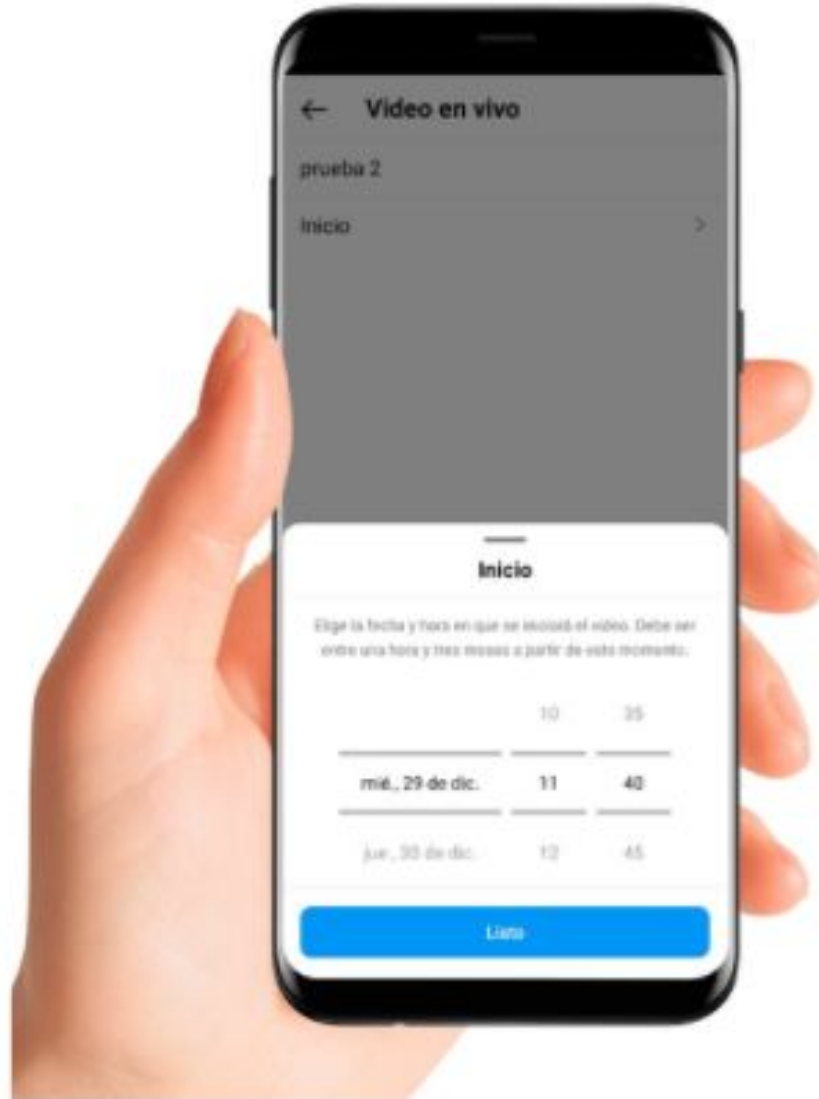 Video en vivo
prueba 2
Inicio
Inicio
Elige la fecha y hora en que se iniciará el video. Debe ser
entre una hora y tres meses a partir de este momento.
10 35
mié., 29 de dic. 11 40
jue., 30 de dic. 12 45
Listo